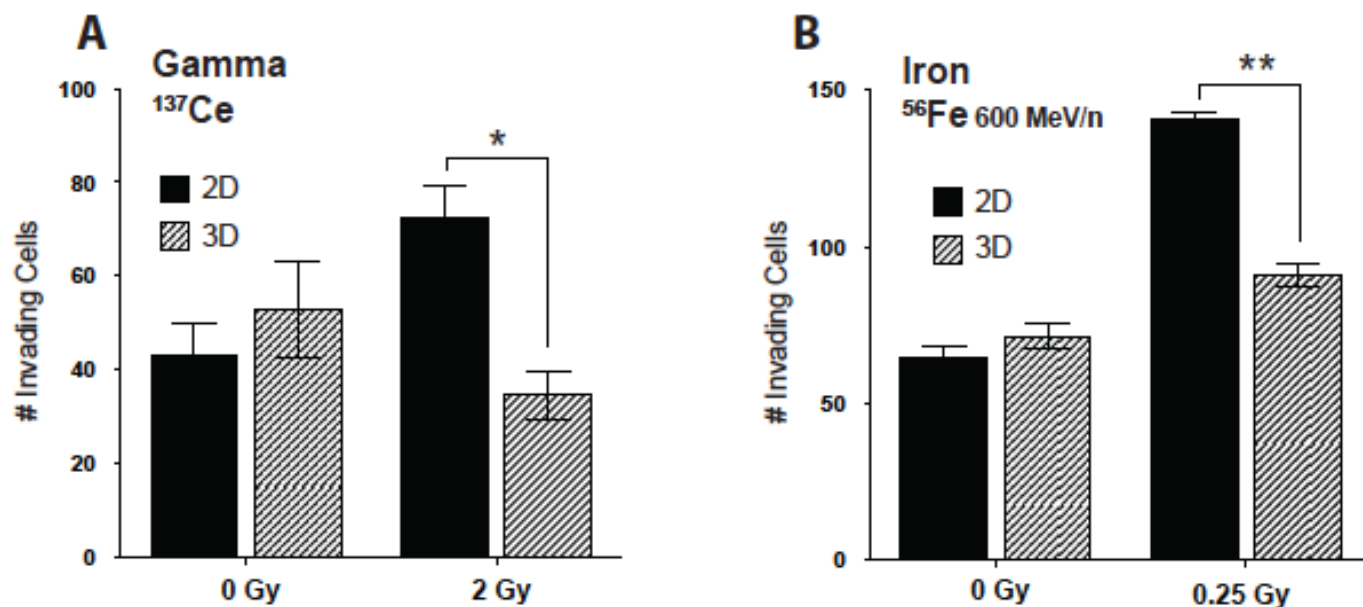 A
Gamma
¹³⁷Ce
2D
3D
*
# Invading Cells
100
80
60
40
20
0
0 Gy
2 Gy
B
Iron
⁵⁶Fe 600 MeV/n
2D
3D
**
# Invading Cells
150
100
50
0
0 Gy
0.25 Gy